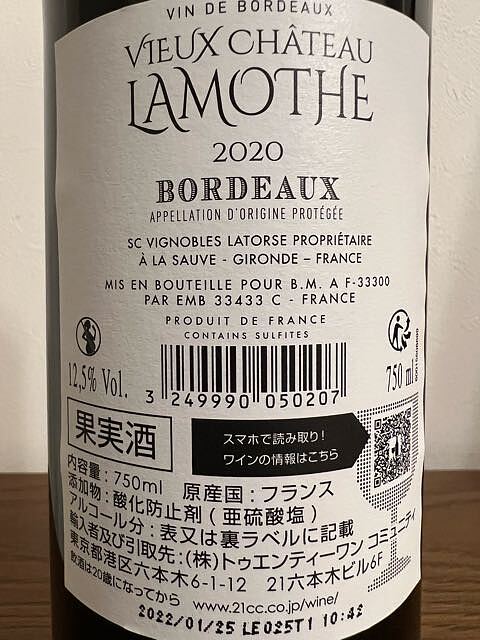 VIN DE BORDEAUX
VIEUX CHÂTEAU
LAMOTHE
2020
BORDEAUX
APPELLATION D'ORIGINE PROTÉGÉE
SC VIGNOBLES LATORSE PROPRIÉTAIRE
À LA SAUVE - GIRONDE – FRANCE
MIS EN BOUTEILLE POUR B.M. A F-33300
PAR EMB 33433 C - FRANCE
PRODUIT DE FRANCE
CONTAINS SULFITES
12,5% Vol.
750 ml
3 249990 050207
果実酒
スマホで読み取り!
ワインの情報はこちら
内容量:750ml 原産国:フランス
添加物:酸化防止剤(亜硫酸塩)
アルコール分:表又は裏ラベルに記載
輸入者及び引取先:(株)トゥエンティーワン コミュニティ
東京都港区六本木6-1-12 21六本木ビル6F
飲酒は20歳になってから
www.21cc.co.jp/wine/
2022/01/25 LE025T1 10:42